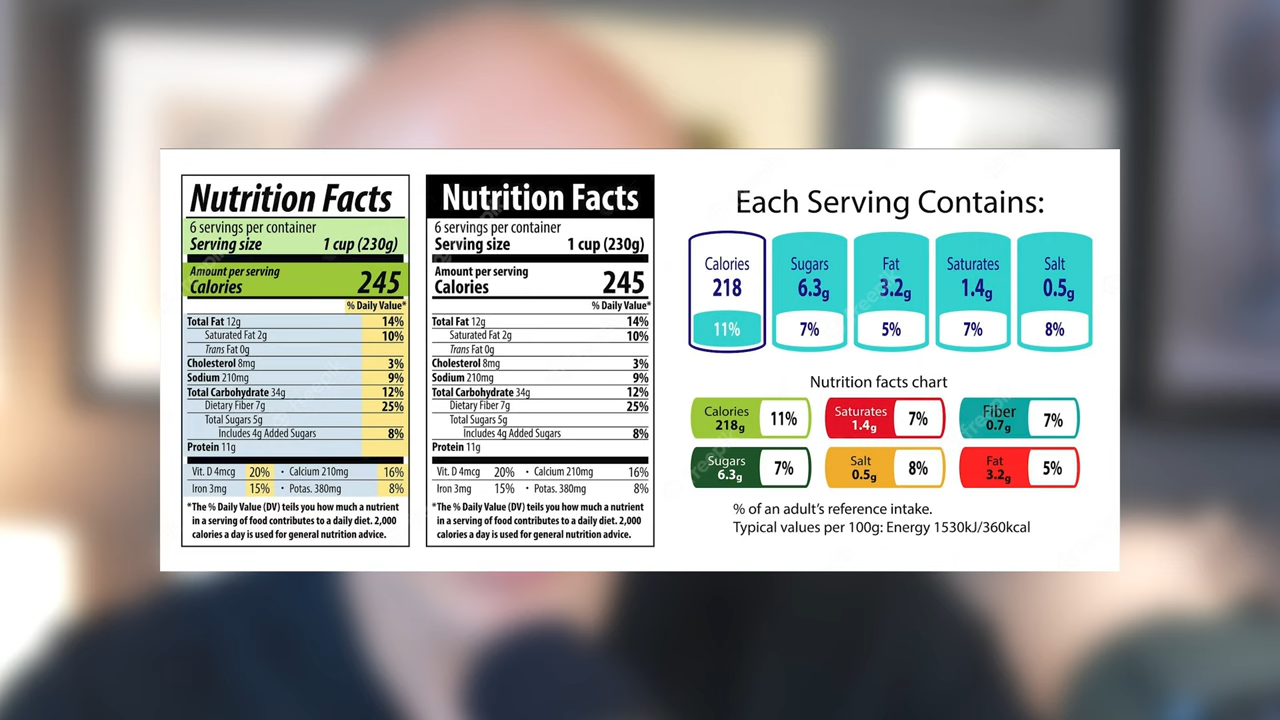 Nutrition Facts
6 servings per container
Serving size 1 cup (230g)
Amount per serving
Calories 245
% Daily Value*
Total Fat 12g 14%
Saturated Fat 2g 10%
Trans Fat 0g
Cholesterol 8mg 3%
Sodium 210mg 9%
Total Carbohydrate 34g 12%
Dietary Fiber 7g 25%
Total Sugars 5g
Includes 4g Added Sugars 8%
Protein 11g
Vit. D 4mcg 20% • Calcium 210mg 16%
Iron 3mg 15% • Potas. 380mg 8%
*The % Daily Value (DV) tells you how much a nutrient
in a serving of food contributes to a daily diet. 2,000
calories a day is used for general nutrition advice.
Nutrition Facts
6 servings per container
Serving size 1 cup (230g)
Amount per serving
Calories 245
% Daily Value*
Total Fat 12g 14%
Saturated Fat 2g 10%
Trans Fat 0g
Cholesterol 8mg 3%
Sodium 210mg 9%
Total Carbohydrate 34g 12%
Dietary Fiber 7g 25%
Total Sugars 5g
Includes 4g Added Sugars 8%
Protein 11g
Vit. D 4mcg 20% • Calcium 210mg 16%
Iron 3mg 15% • Potas. 380mg 8%
*The % Daily Value (DV) tells you how much a nutrient
in a serving of food contributes to a daily diet. 2,000
calories a day is used for general nutrition advice.
Each Serving Contains:
Calories Sugars Fat Saturates Salt
218 6.3g 3.2g 1.4g 0.5g
11% 7% 5% 7% 8%
Nutrition facts chart
Calories 218g 11%
Saturates 1.4g 7%
Fiber 0.7g 7%
Sugars 6.3g 7%
Salt 0.5g 8%
Fat 3.2g 5%
% of an adult's reference intake.
Typical values per 100g: Energy 1530kJ/360kcal